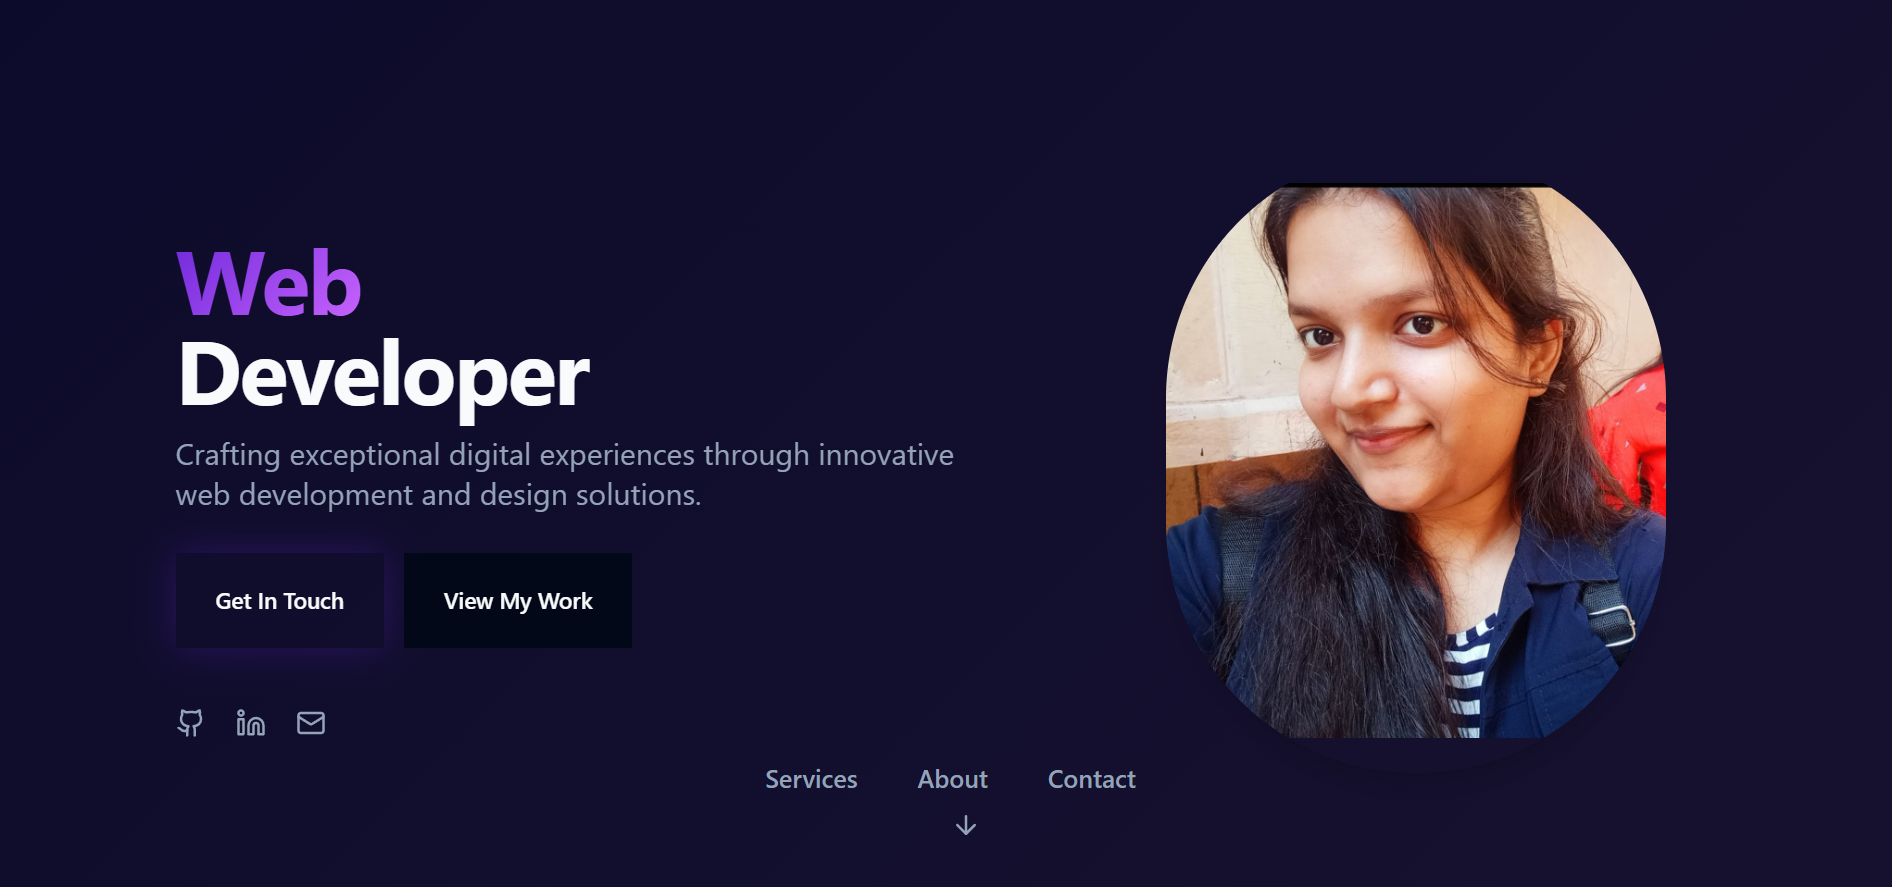 Web
Developer
Crafting exceptional digital experiences through innovative
web development and design solutions.
Get In Touch
View My Work
Services
About
Contact